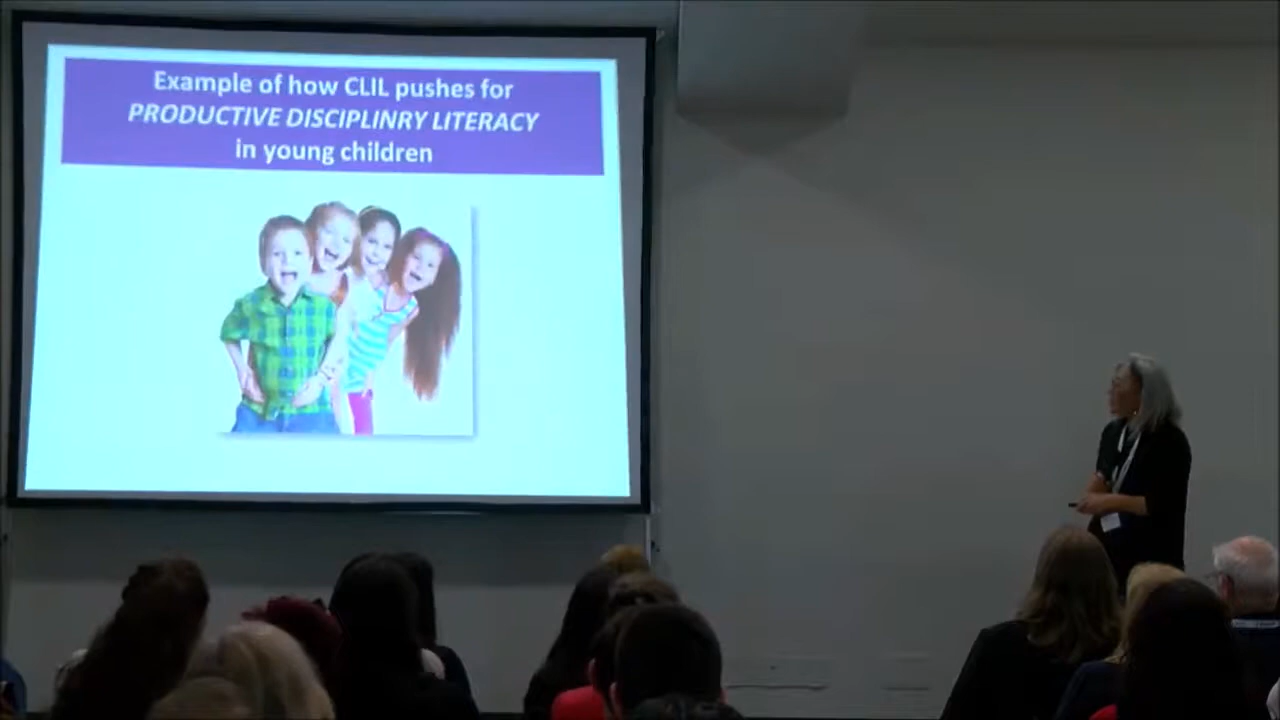 Example of how CLIL pushes for
PRODUCTIVE DISCIPLINRY LITERACY
in young children